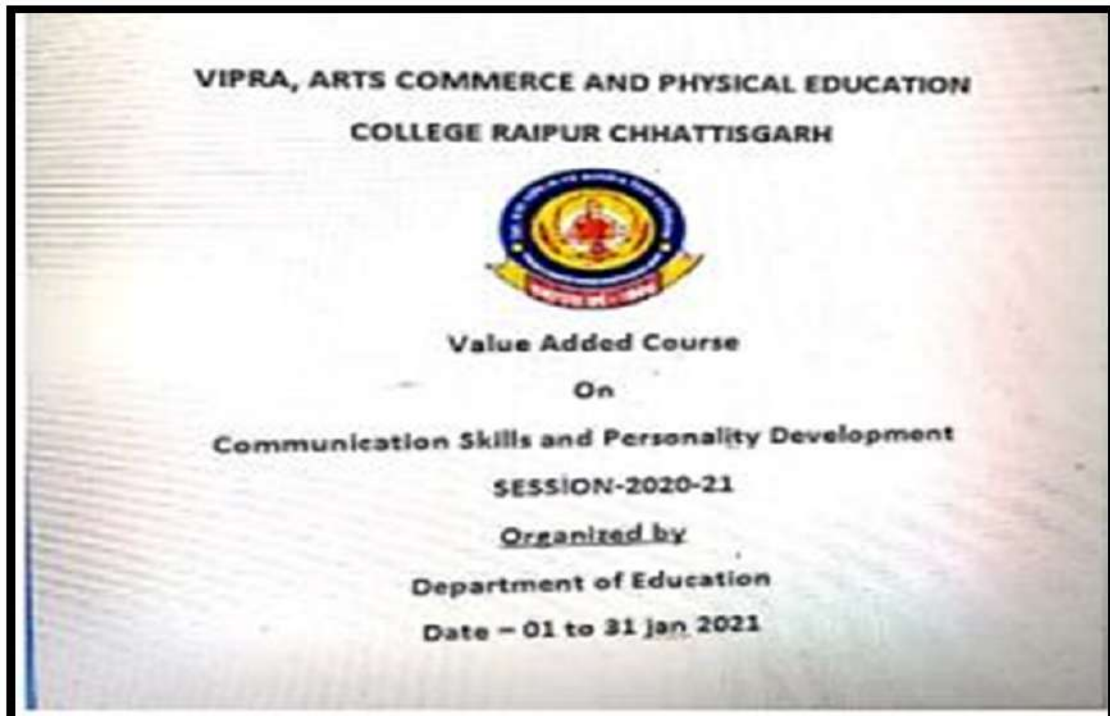 VIPRA, ARTS COMMERCE AND PHYSICAL EDUCATION
COLLEGE RAIPUR CHHATTISGARH
Value Added Course
On
Communication Skills and Personality Development
SESSION-2020-21
Organized by
Department of Education
Date – 01 to 31 jan 2021